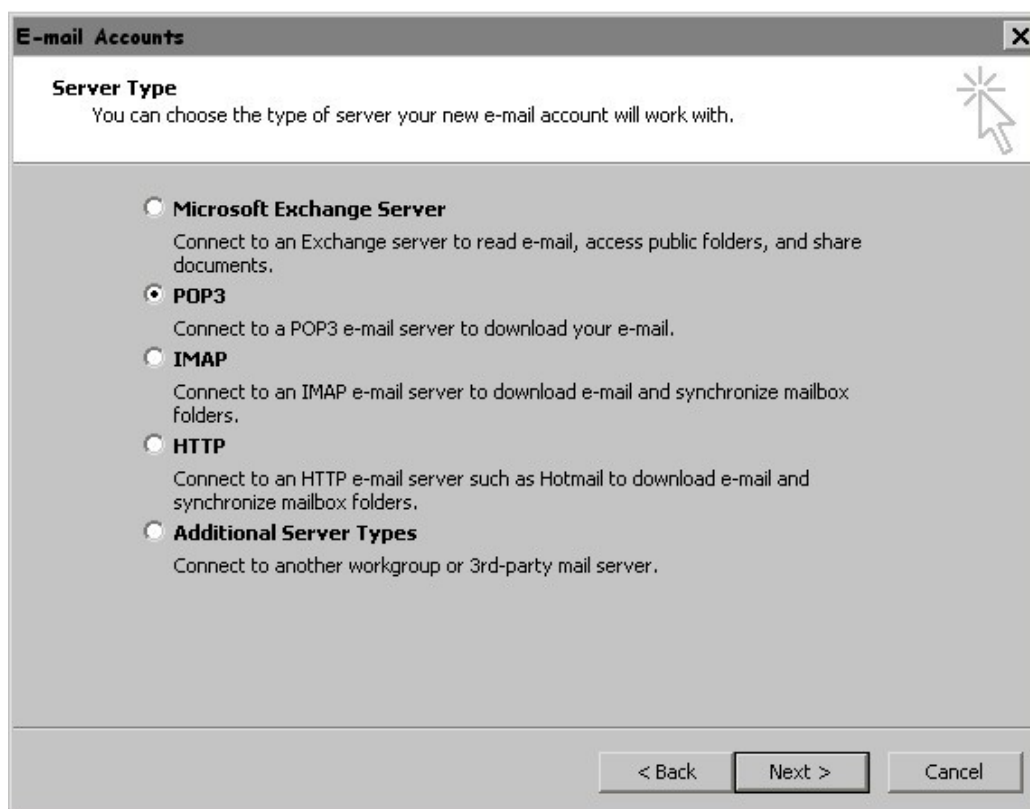 E-mail Accounts
Server Type
You can choose the type of server your new e-mail account will work with.
Microsoft Exchange Server
Connect to an Exchange server to read e-mail, access public folders, and share
documents.
POP3
Connect to a POP3 e-mail server to download your e-mail.
IMAP
Connect to an IMAP e-mail server to download e-mail and synchronize mailbox
folders.
HTTP
Connect to an HTTP e-mail server such as Hotmail to download e-mail and
synchronize mailbox folders.
Additional Server Types
Connect to another workgroup or 3rd-party mail server.
< Back Next > Cancel